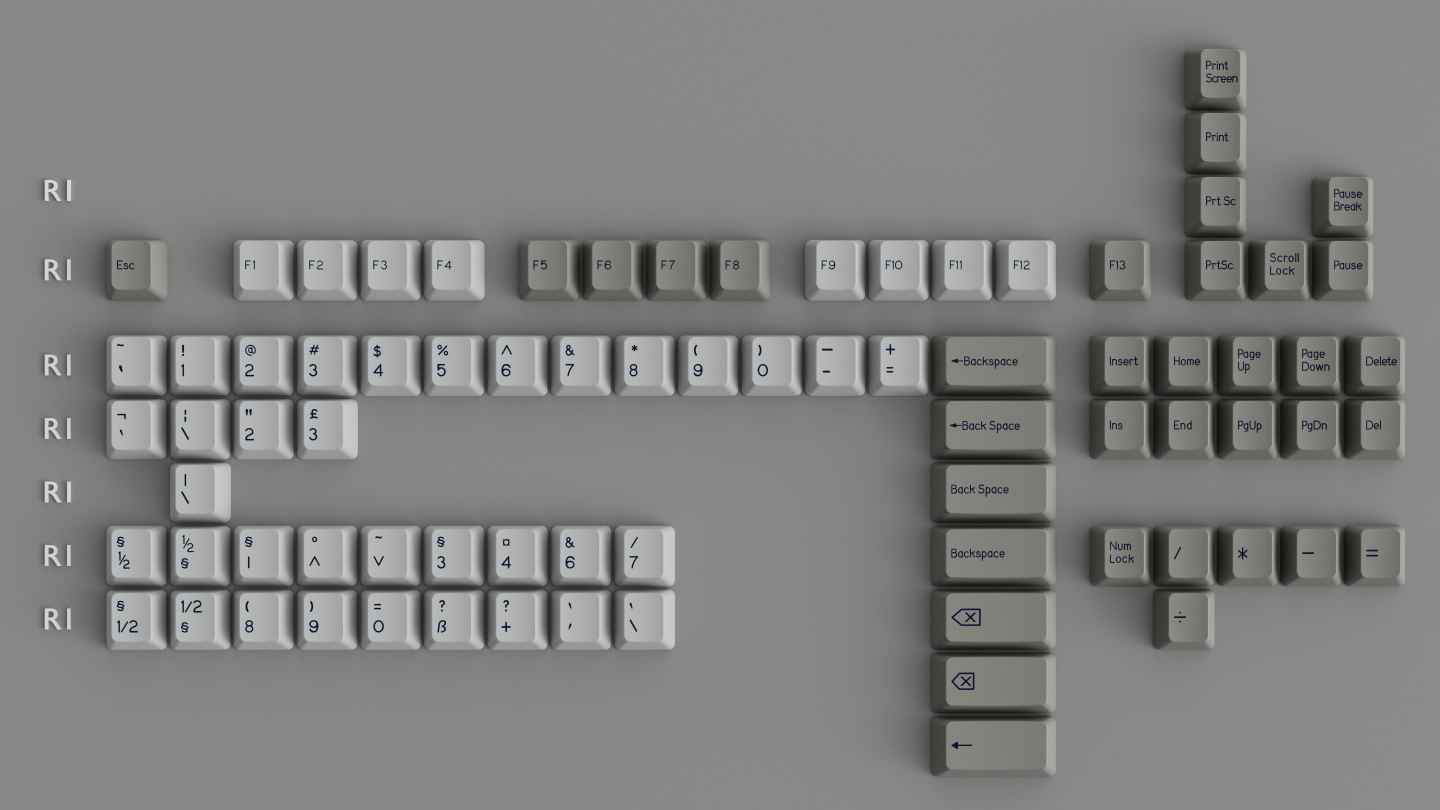 Print
Screen
Print
R1
Prt Sc
Pause
Break
R1
Esc
F1
F2
F3
F4
F5
F6
F7
F8
F9
F10
F11
F12
F13
PrtSc
Scroll
Lock
Pause
R1
~
`
!
1
@
2
#
3
$
4
%
5
^
6
&
7
*
8
(
9
)
0
_
-
+
=
←Backspace
Insert
Home
Page
Up
Page
Down
Delete
R1
¬
`
¦
\
"
2
£
3
←Back Space
Ins
End
PgUp
PgDn
Del
R1
|
\
Back Space
R1
§
½
½
§
§
|
°
^
~
v
§
3
¤
4
&
6
/
7
Backspace
Num
Lock
/
*
−
=
R1
§
1/2
1/2
§
(
8
)
9
=
0
?
ß
?
+
`
´
`
\
⌫
÷
⌫
←